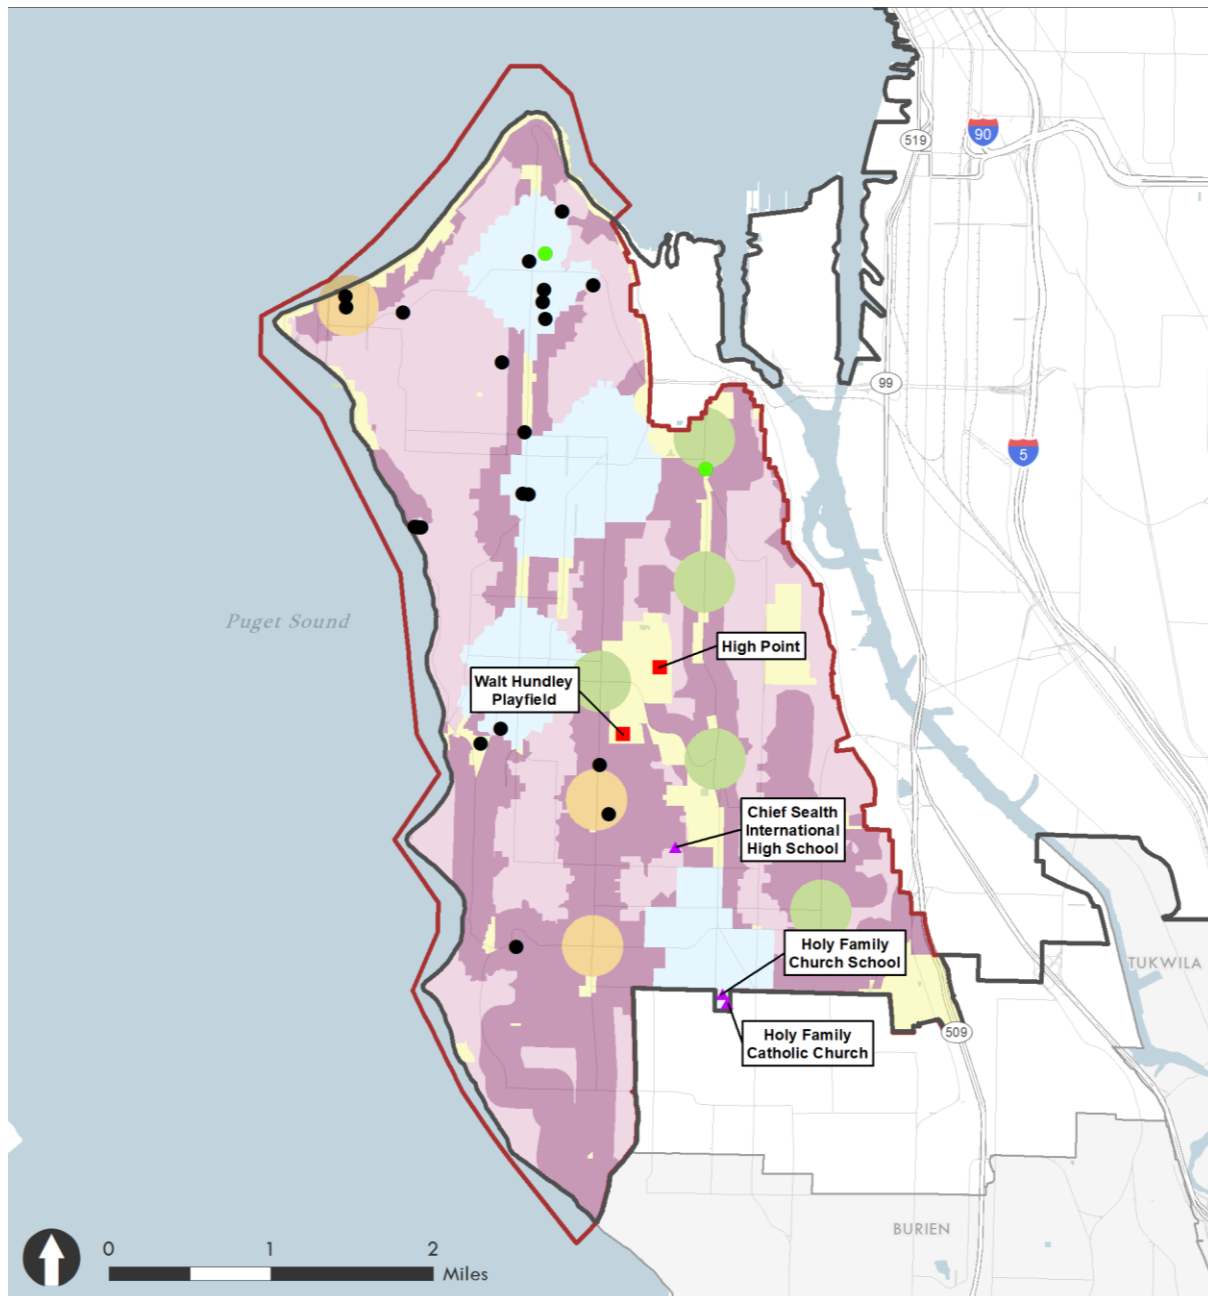 519
90
99
5
Puget Sound
High Point
Walt Hundley
Playfield
Chief Sealth
International
High School
Holy Family
Church School
TUKWILA
Holy Family
Catholic Church
509
BURIEN
0 1 2
Miles